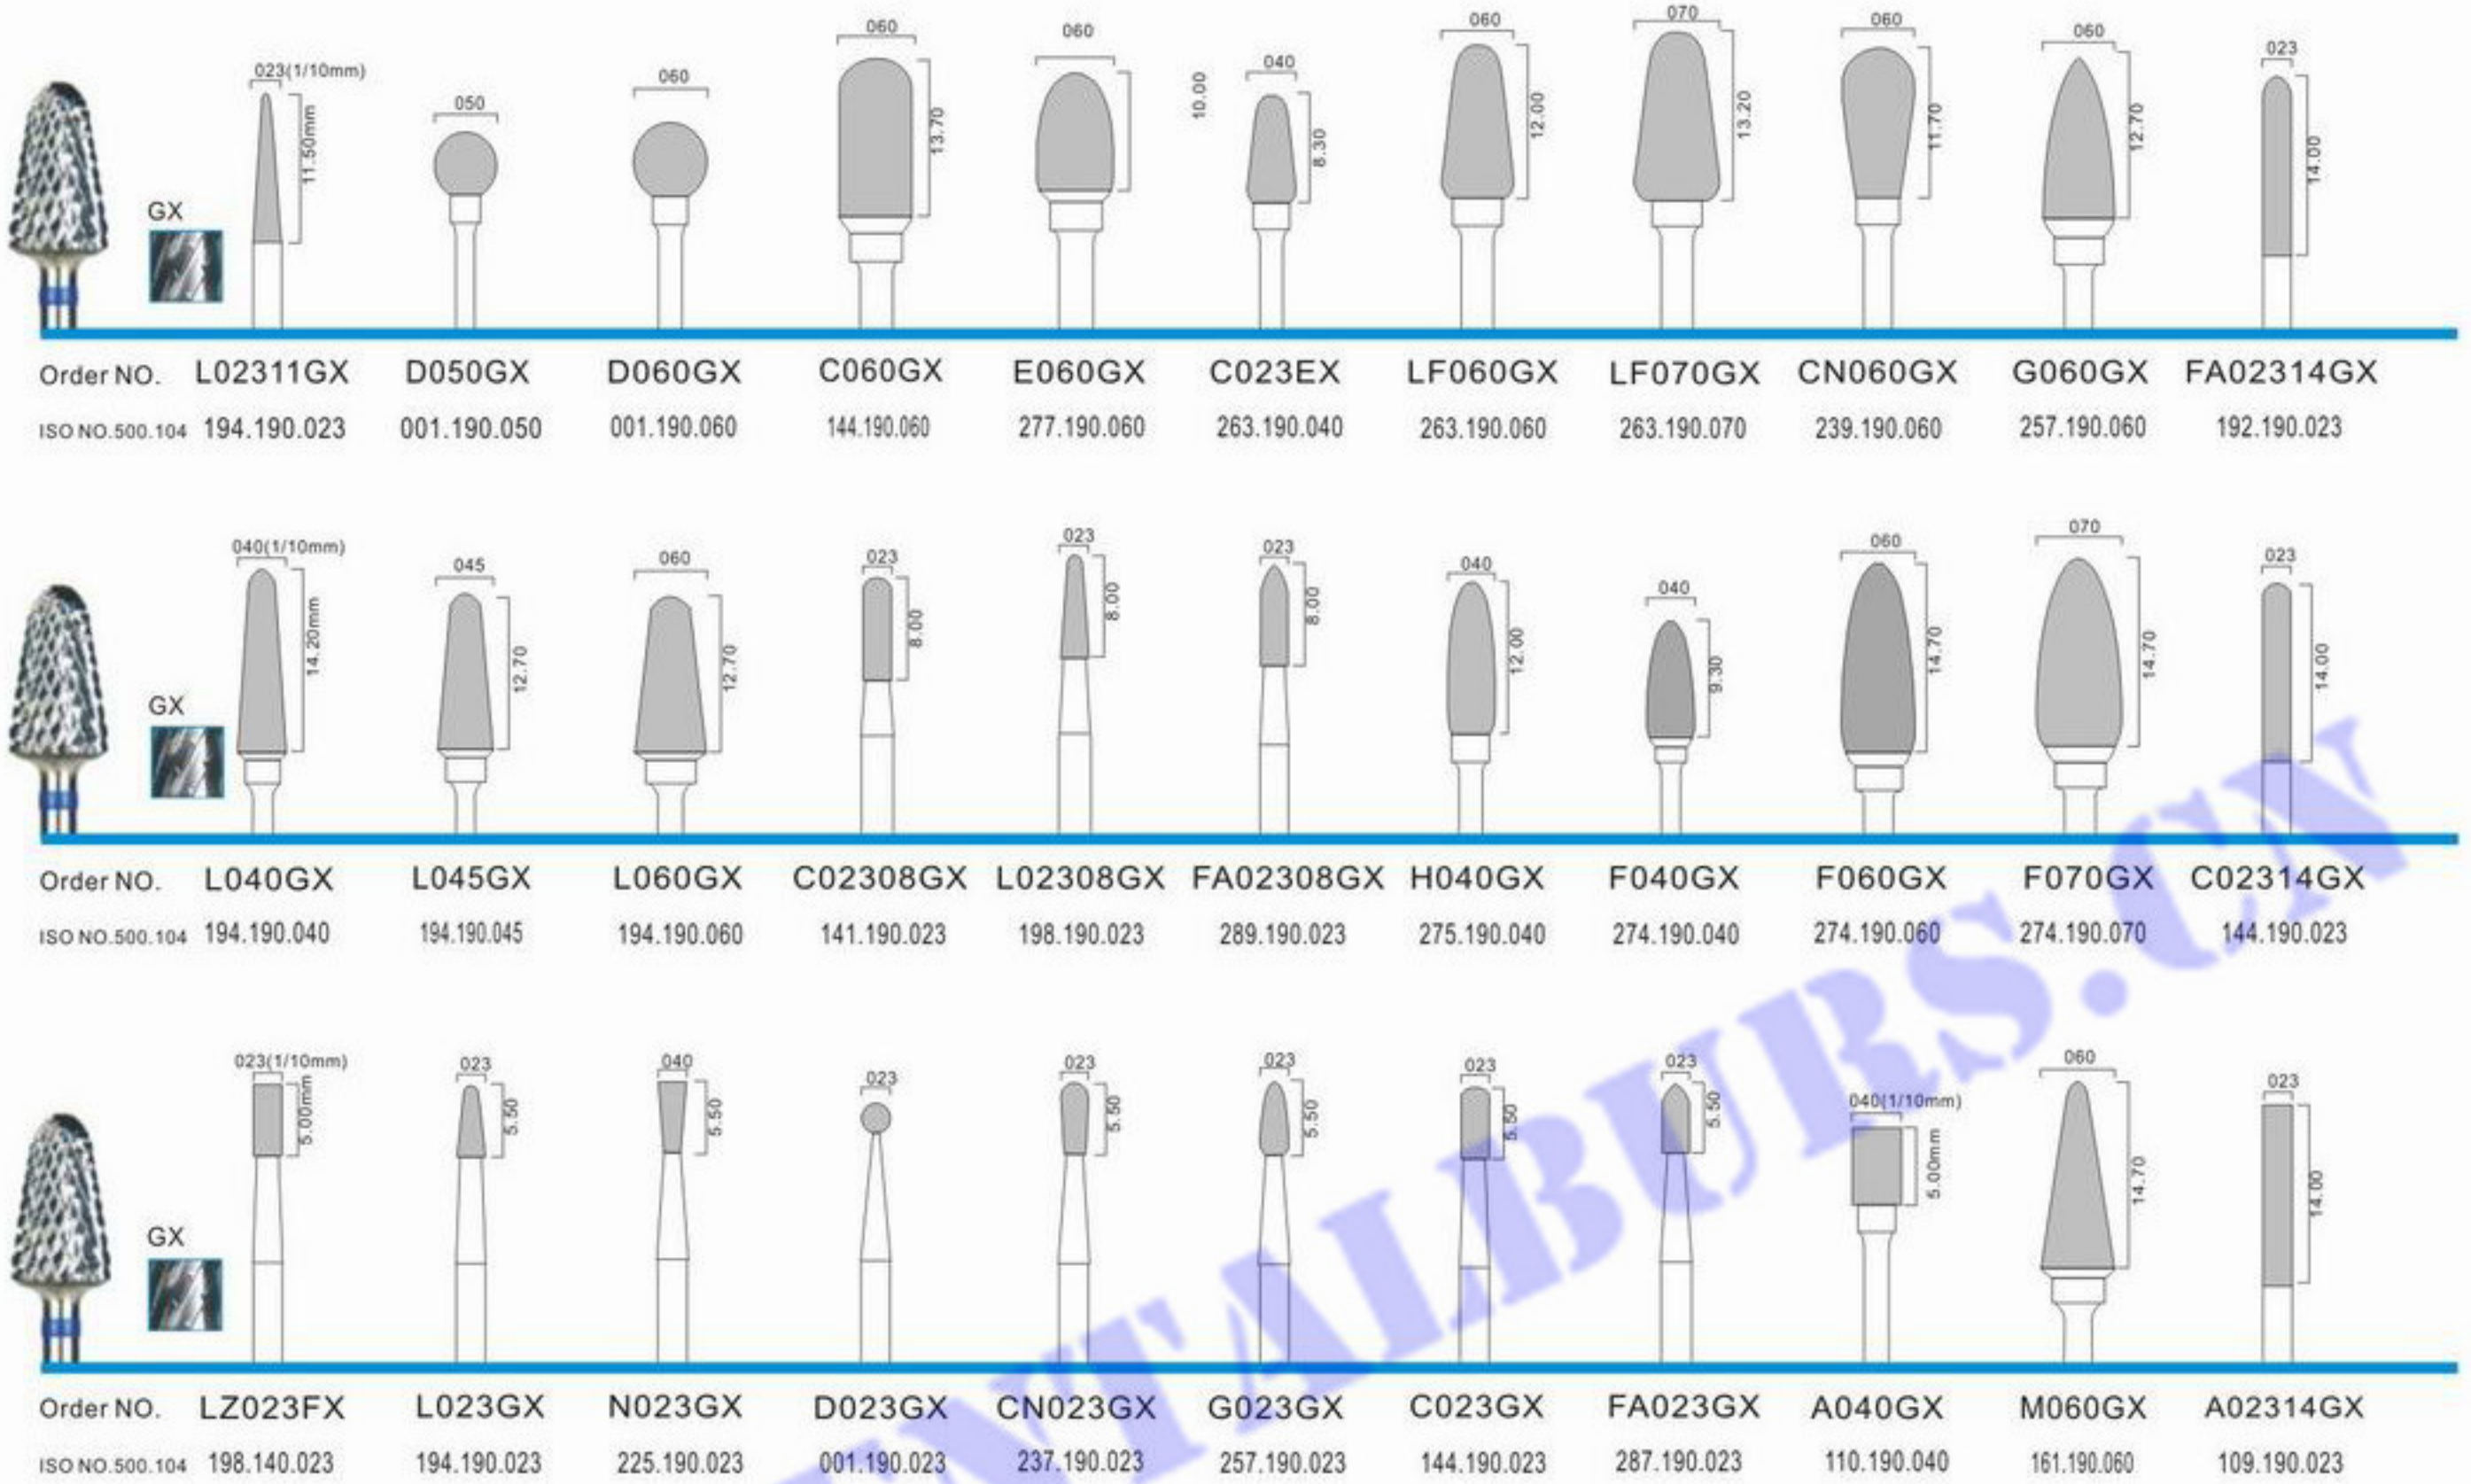 060 070
060 060 060 060 060
023(1/10mm) 050 060 040 023
11.50mm 13.70 10.00 8.30 12.00 13.20 11.70 12.70 14.00
GX
Order NO. L02311GX D050GX D060GX C060GX E060GX C023EX LF060GX LF070GX CN060GX G060GX FA02314GX
ISO NO.500.104 194.190.023 001.190.050 001.190.060 144.190.060 277.190.060 263.190.040 263.190.060 263.190.070 239.190.060 257.190.060 192.190.023
040(1/10mm) 045 060 023 023 023 040 040 060 070 023
14.20mm 12.70 12.70 8.00 8.00 8.00 12.00 9.30 14.70 14.70 14.00
GX
Order NO. L040GX L045GX L060GX C02308GX L02308GX FA02308GX H040GX F040GX F060GX F070GX C02314GX
ISO NO.500.104 194.190.040 194.190.045 194.190.060 141.190.023 198.190.023 289.190.023 275.190.040 274.190.040 274.190.060 274.190.070 144.190.023
023(1/10mm) 023 040 023 023 023 023 023 040(1/10mm) 060 023
5.00mm 5.50 5.50 5.50 5.50 5.50 5.50 5.00mm 14.70 14.00
GX
Order NO. LZ023FX L023GX N023GX D023GX CN023GX G023GX C023GX FA023GX A040GX M060GX A02314GX
ISO NO.500.104 198.140.023 194.190.023 225.190.023 001.190.023 237.190.023 257.190.023 144.190.023 287.190.023 110.190.040 161.190.060 109.190.023
NTALBURS.CN